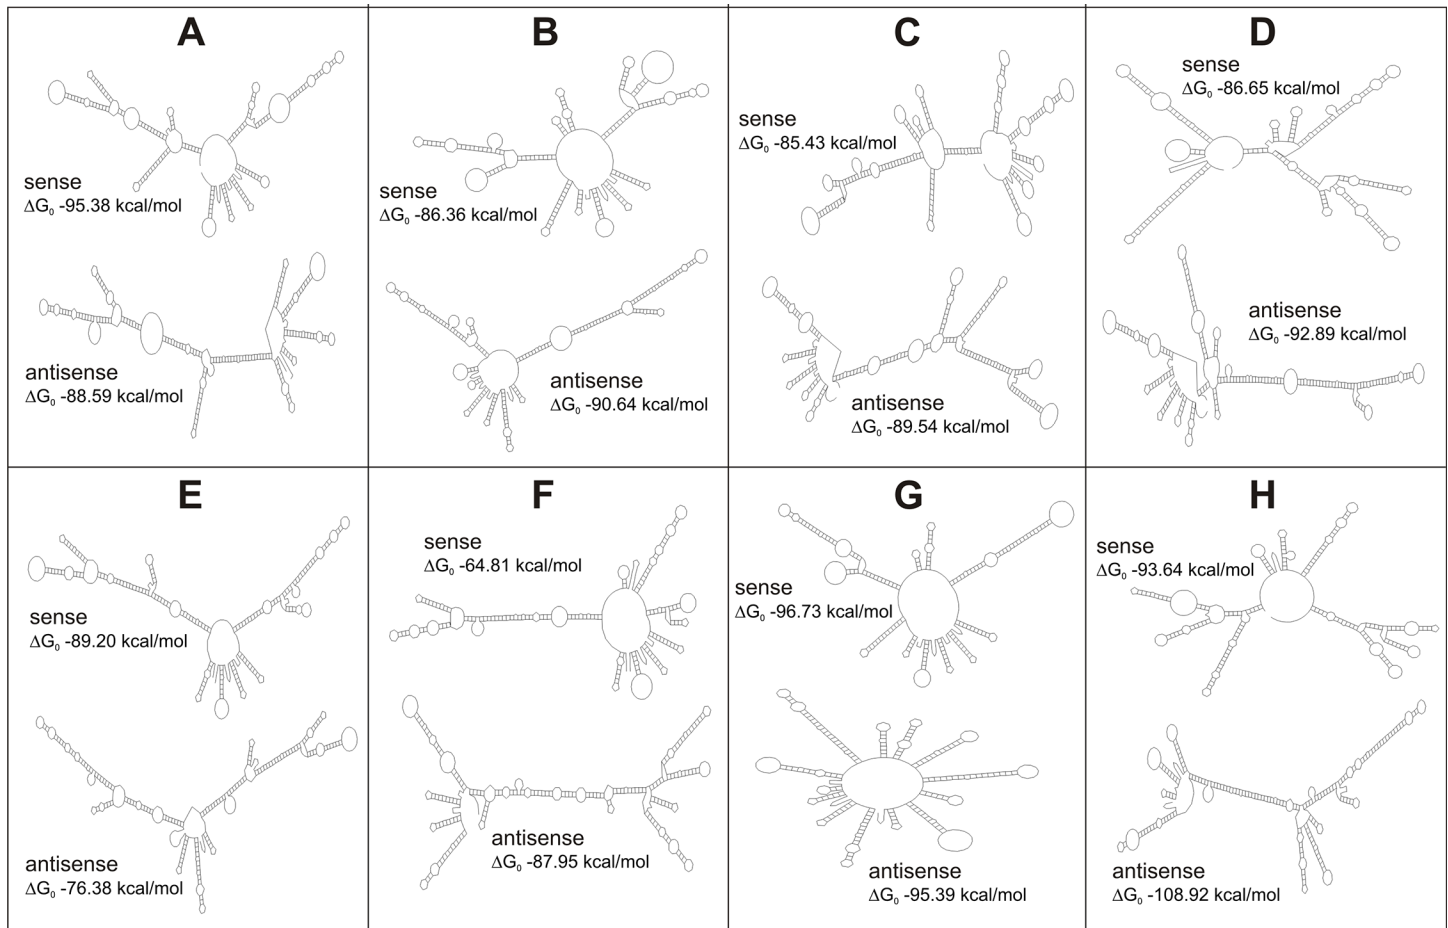 A
sense
ΔG₀ -95.38 kcal/mol
antisense
ΔG₀ -88.59 kcal/mol
B
sense
ΔG₀ -86.36 kcal/mol
antisense
ΔG₀ -90.64 kcal/mol
C
sense
ΔG₀ -85.43 kcal/mol
antisense
ΔG₀ -89.54 kcal/mol
D
sense
ΔG₀ -86.65 kcal/mol
antisense
ΔG₀ -92.89 kcal/mol
E
sense
ΔG₀ -89.20 kcal/mol
antisense
ΔG₀ -76.38 kcal/mol
F
sense
ΔG₀ -64.81 kcal/mol
antisense
ΔG₀ -87.95 kcal/mol
G
sense
ΔG₀ -96.73 kcal/mol
antisense
ΔG₀ -95.39 kcal/mol
H
sense
ΔG₀ -93.64 kcal/mol
antisense
ΔG₀ -108.92 kcal/mol